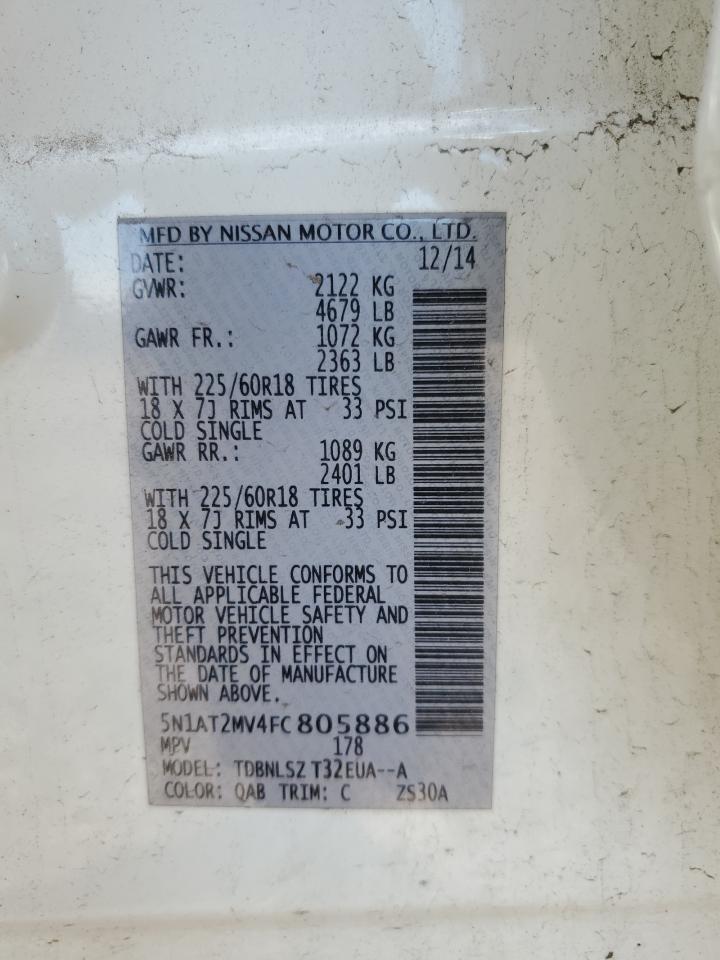 MFD BY NISSAN MOTOR CO., LTD.
DATE: 12/14
GVWR: 2122 KG
4679 LB
GAWR FR.: 1072 KG
2363 LB
WITH 225/60R18 TIRES
18 X 7J RIMS AT 33 PSI
COLD SINGLE
GAWR RR.: 1089 KG
2401 LB
WITH 225/60R18 TIRES
18 X 7J RIMS AT 33 PSI
COLD SINGLE
THIS VEHICLE CONFORMS TO
ALL APPLICABLE FEDERAL
MOTOR VEHICLE SAFETY AND
THEFT PREVENTION
STANDARDS IN EFFECT ON
THE DATE OF MANUFACTURE
SHOWN ABOVE.
5N1AT2MV4FC805886
MPV 178
MODEL: TDBNLSZ T32EUA--A
COLOR: QAB TRIM: C ZS30A